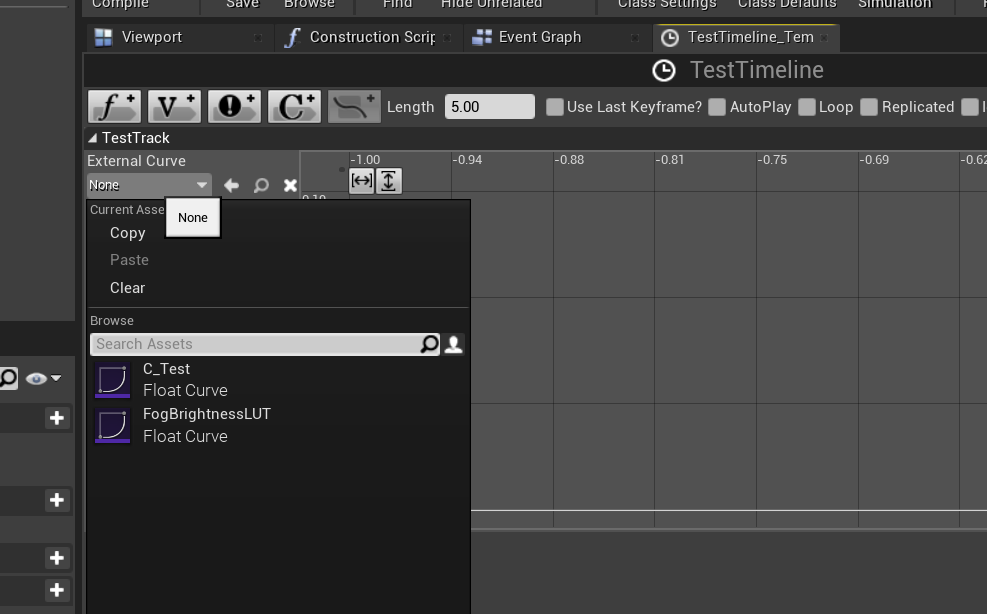 Compile Save Browse Find Hide Unrelated Class Settings Class Defaults Simulation
Viewport Construction Scrip Event Graph TestTimeline_Tem
TestTimeline
f+ V+ !+ C+ Length 5.00 Use Last Keyframe? AutoPlay Loop Replicated
TestTrack
External Curve -1.00 -0.94 -0.88 -0.81 -0.75 -0.69 -0.62
None
Current Asse
None
Copy
Paste
Clear
Browse
Search Assets
C_Test
Float Curve
FogBrightnessLUT
Float Curve